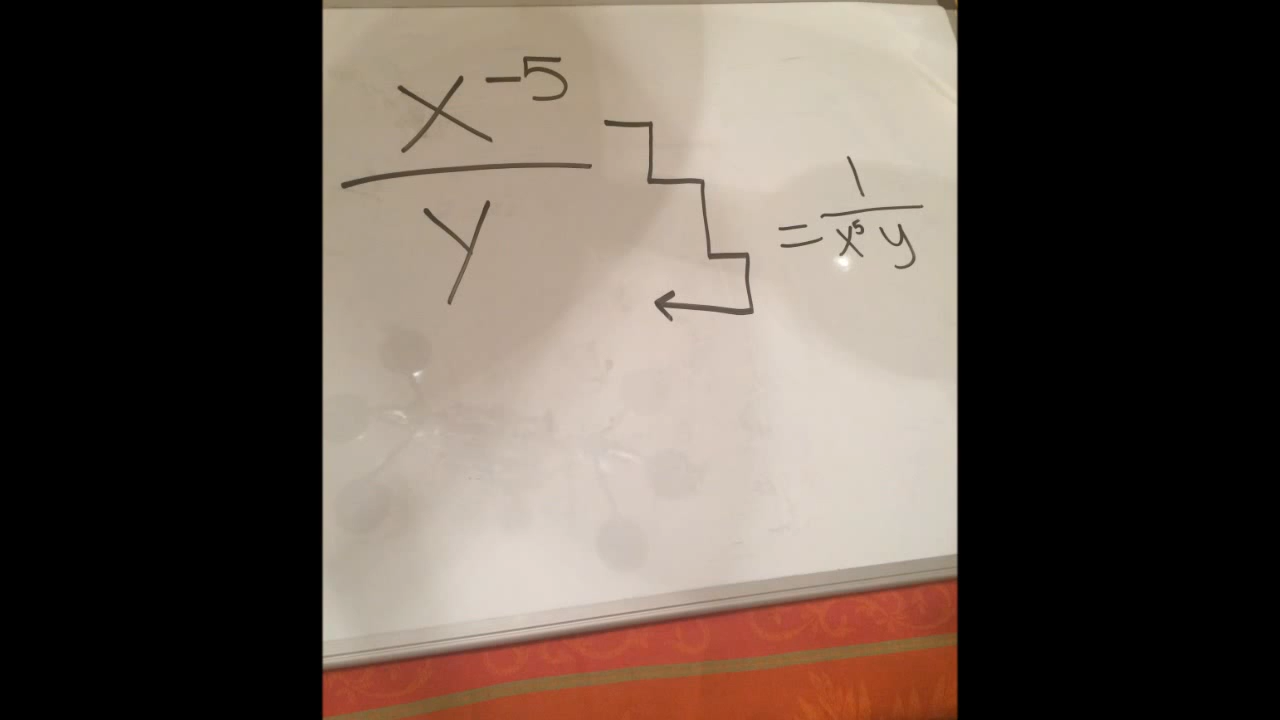 x^-5 / y = 1 / x^5 y